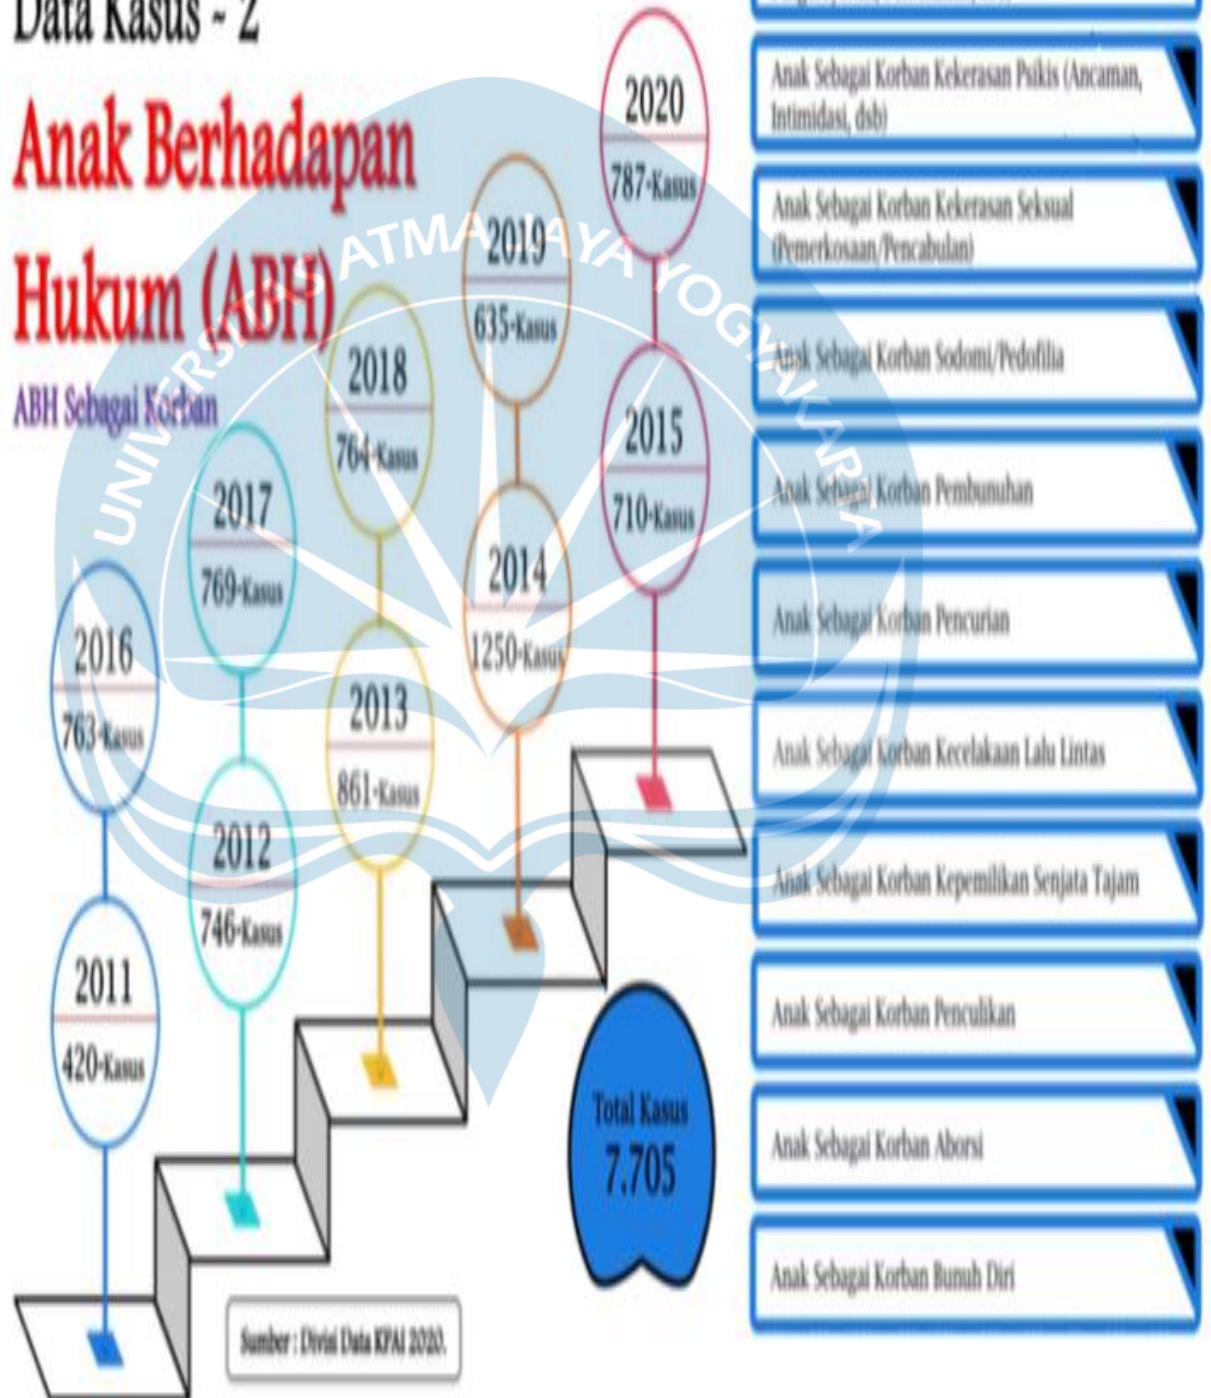 Data Kasus - 2
Anak Berhadapan
Hukum (ABH)
ABH Sebagai Korban
UNIVERSITAS ATMA JAYA YOGYAKARTA
2016
763-Kasus
2011
420-Kasus
2017
769-Kasus
2012
746-Kasus
2018
764-Kasus
2013
861-Kasus
2019
635-Kasus
2014
1250-Kasus
2020
787-Kasus
2015
710-Kasus
Total Kasus
7.705
Sumber : Divisi Data KPAI 2020.
Anak Sebagai Korban Kekerasan Psikis (Ancaman,
Intimidasi, dsb)
Anak Sebagai Korban Kekerasan Seksual
(Pemerkosaan/Pencabulan)
Anak Sebagai Korban Sodomi/Pedofilia
Anak Sebagai Korban Pembunuhan
Anak Sebagai Korban Pencurian
Anak Sebagai Korban Kecelakaan Lalu Lintas
Anak Sebagai Korban Kepemilikan Senjata Tajam
Anak Sebagai Korban Penculikan
Anak Sebagai Korban Aborsi
Anak Sebagai Korban Bunuh Diri